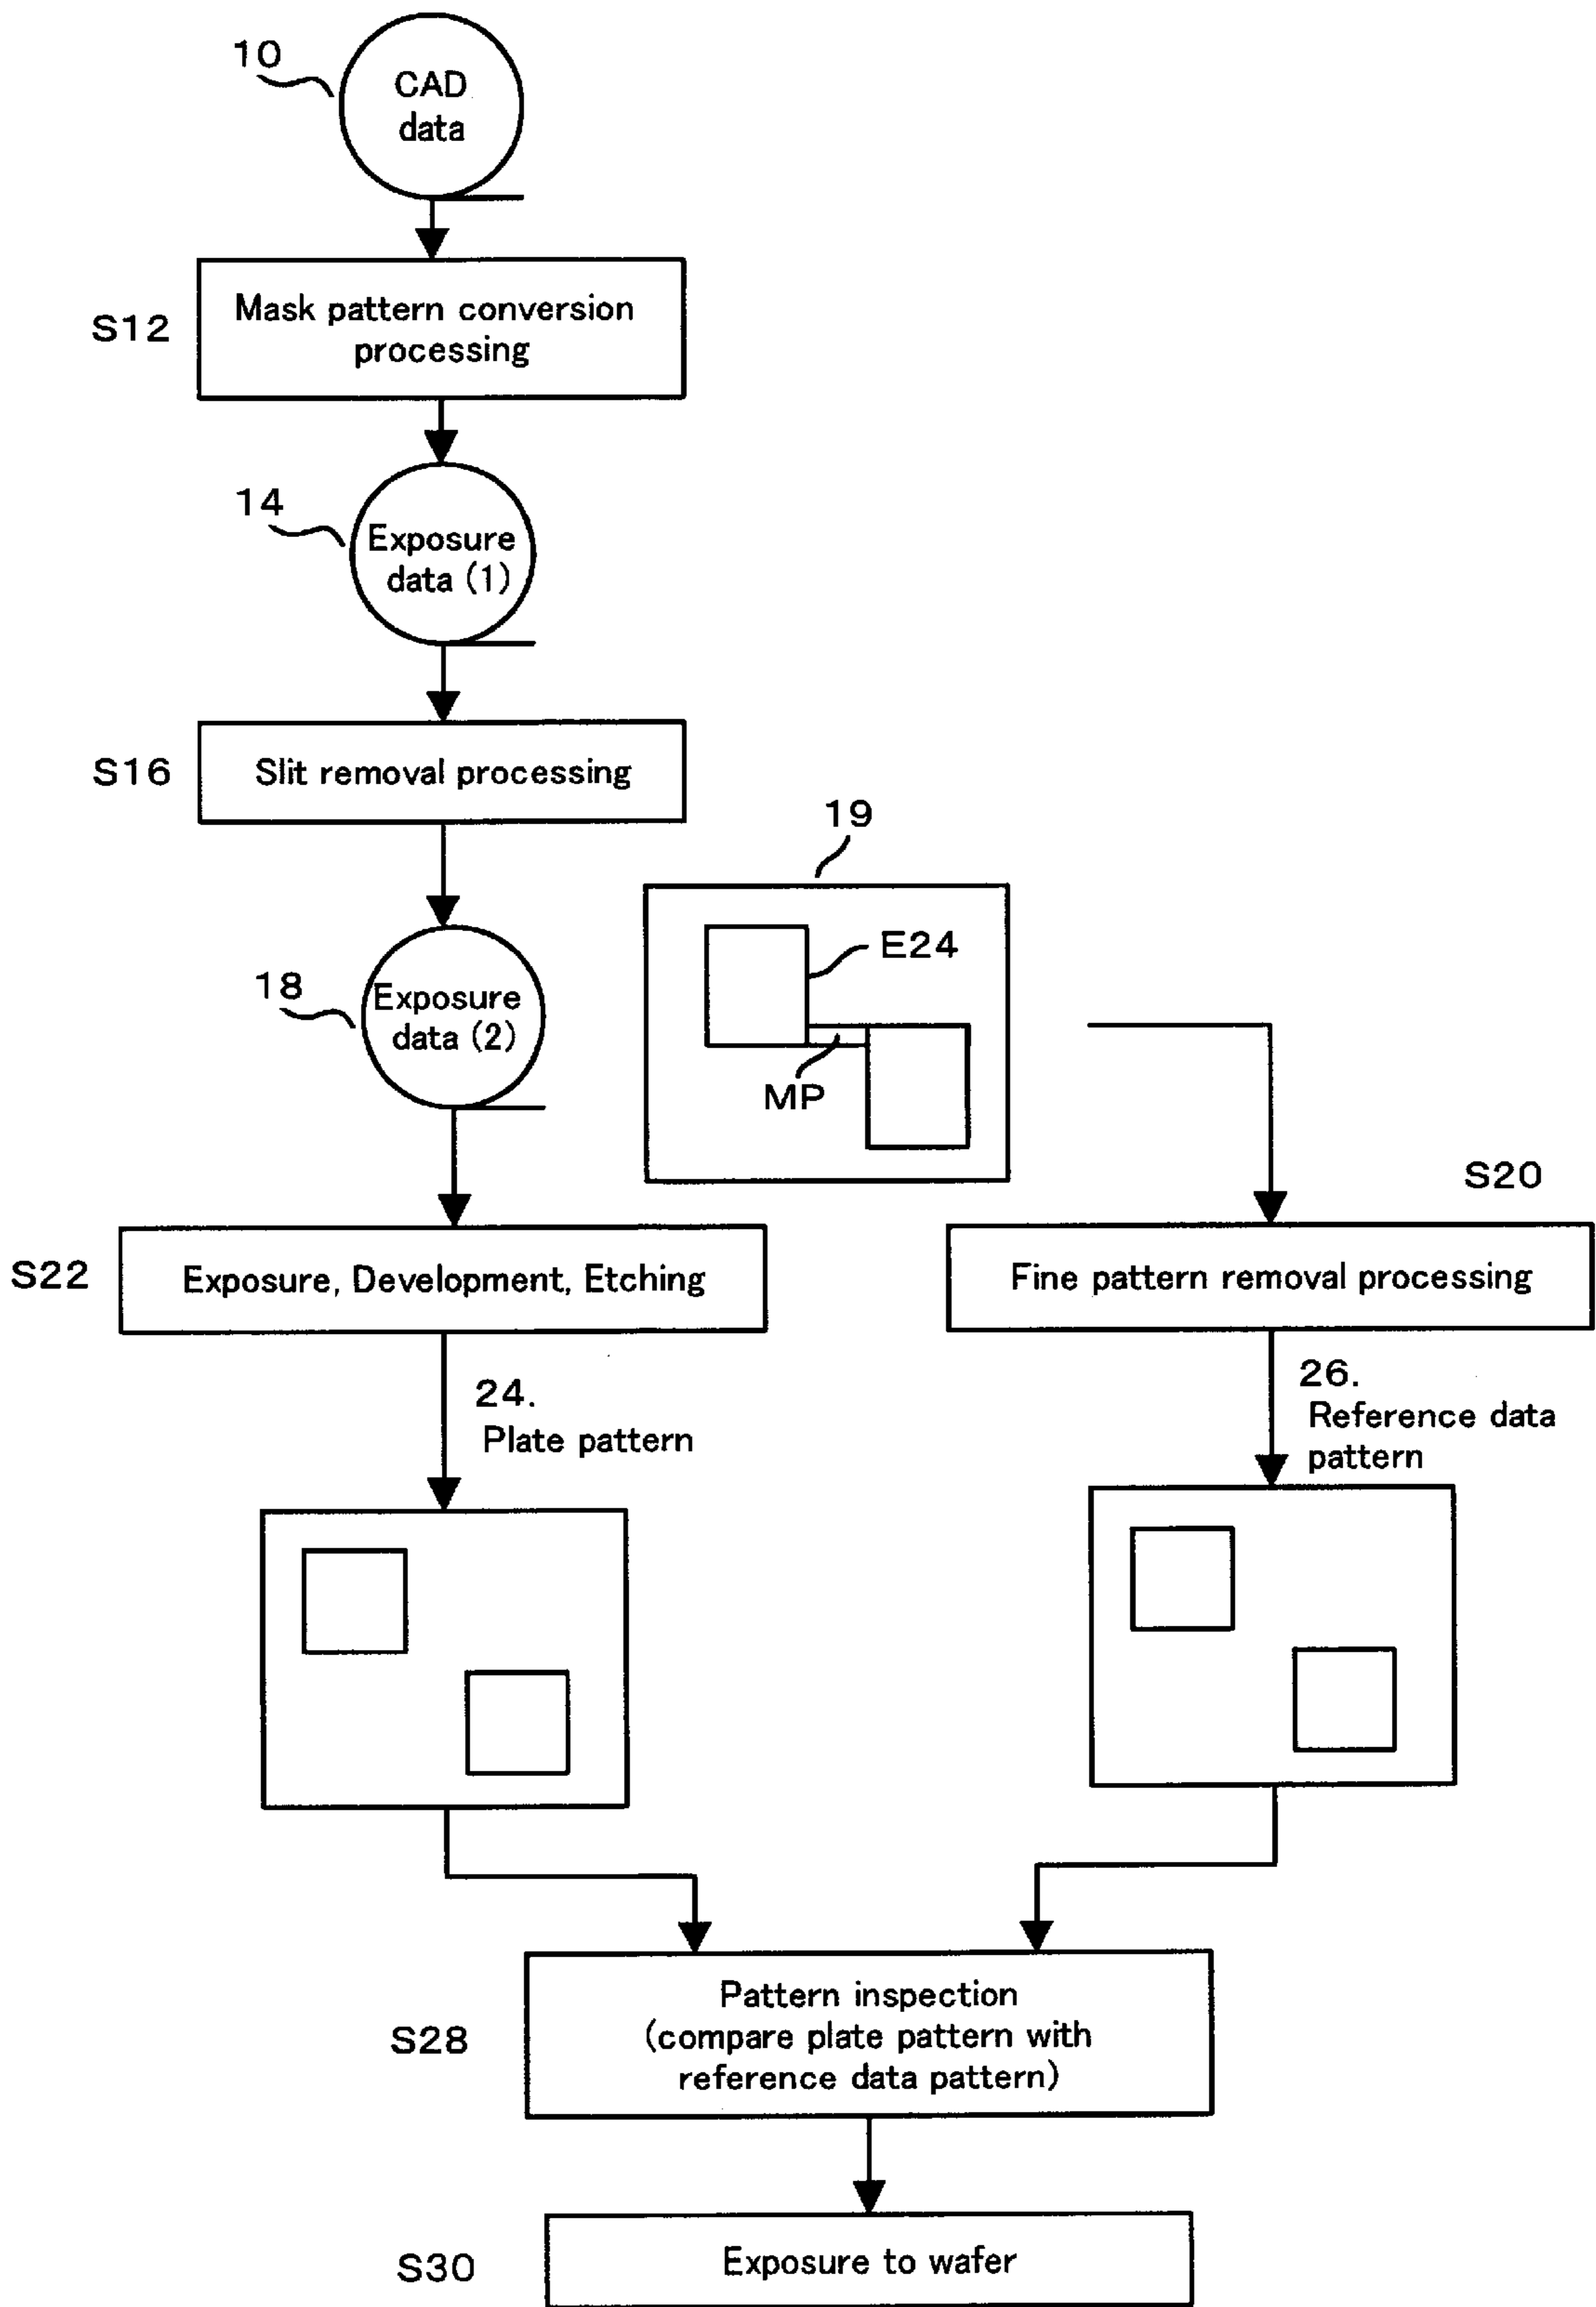 10
CAD
data
S12
Mask pattern conversion
processing
14
Exposure
data (1)
S16
Slit removal processing
19
E24
18
Exposure
data (2)
MP
S20
S22
Exposure, Development, Etching
Fine pattern removal processing
24.
Plate pattern
26.
Reference data
pattern
S28
Pattern inspection
(compare plate pattern with
reference data pattern)
S30
Exposure to wafer